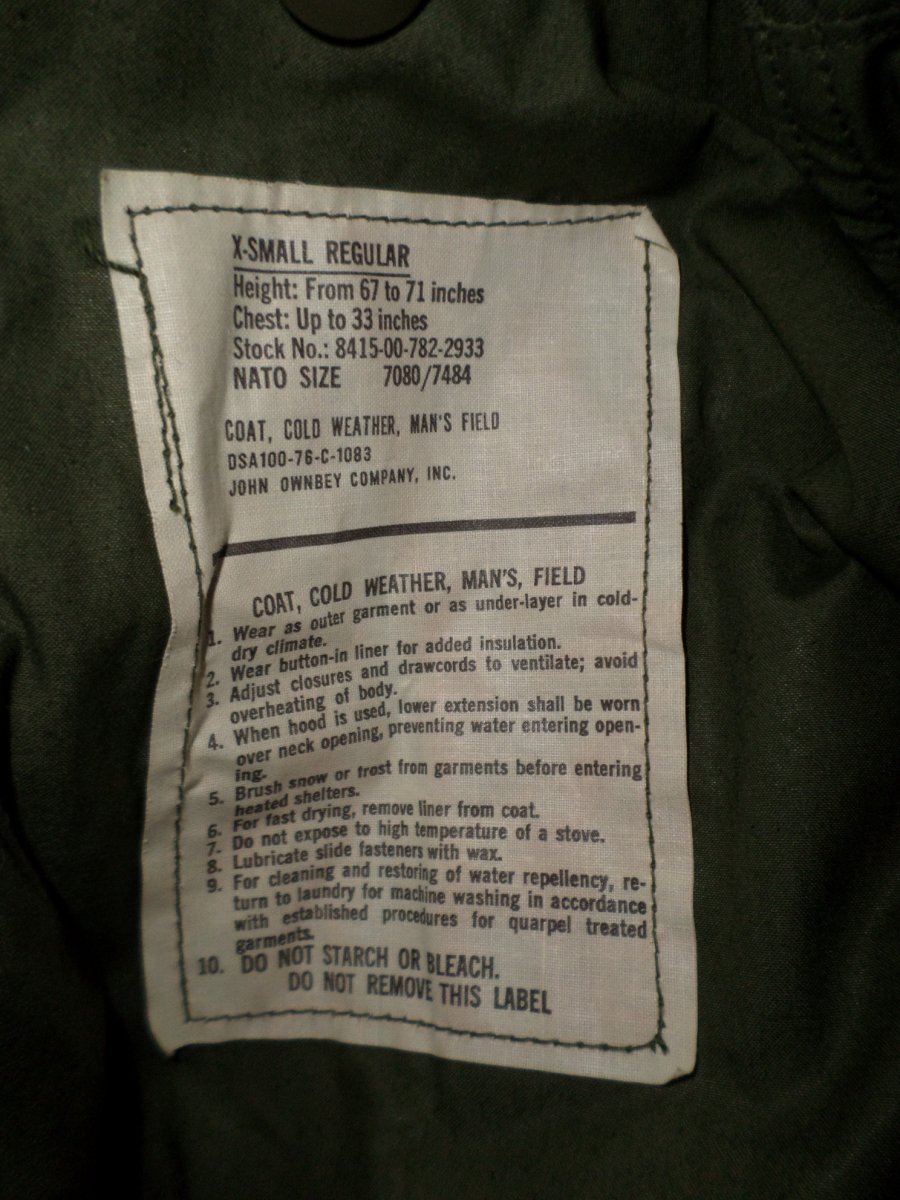 X-SMALL REGULAR
Height: From 67 to 71 inches
Chest: Up to 33 inches
Stock No.: 8415-00-782-2933
NATO SIZE 7080/7484
COAT, COLD WEATHER, MAN'S FIELD
DSA100-76-C-1083
JOHN OWNBEY COMPANY, INC.
COAT, COLD WEATHER, MAN'S, FIELD
1. Wear as outer garment or as under-layer in cold-
dry climate.
2. Wear button-in liner for added insulation.
3. Adjust closures and drawcords to ventilate; avoid
overheating of body.
4. When hood is used, lower extension shall be worn
over neck opening, preventing water entering open-
ing.
5. Brush snow or frost from garments before entering
heated shelters.
6. For fast drying, remove liner from coat.
7. Do not expose to high temperature of a stove.
8. Lubricate slide fasteners with wax.
9. For cleaning and restoring of water repellency, re-
turn to laundry for machine washing in accordance
with established procedures for quarpel treated
garments.
10. DO NOT STARCH OR BLEACH.
DO NOT REMOVE THIS LABEL